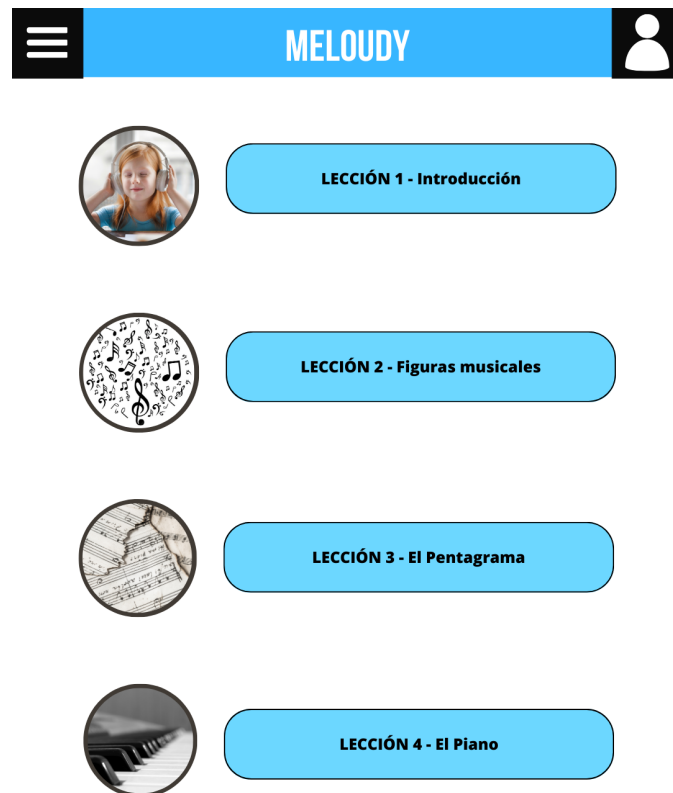 MELOUDY
LECCIÓN 1 - Introducción
LECCIÓN 2 - Figuras musicales
LECCIÓN 3 - El Pentagrama
LECCIÓN 4 - El Piano